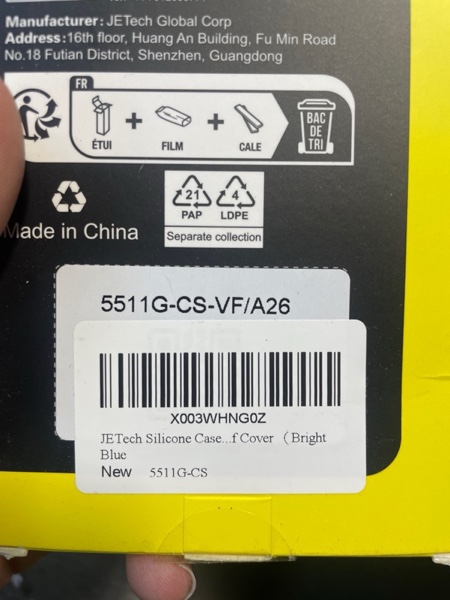 Manufacturer: JETech Global Corp
Address:16th floor, Huang An Building, Fu Min Road
No.18 Futian District, Shenzhen, Guangdong
FR
ÉTUI + FILM + CALE
BAC
DE
TRI
21 4
PAP LDPE
Separate collection
Made in China
5511G-CS-VF/A26
X003WHNG0Z
JETech Silicone Case...f Cover （Bright
Blue
New 5511G-CS